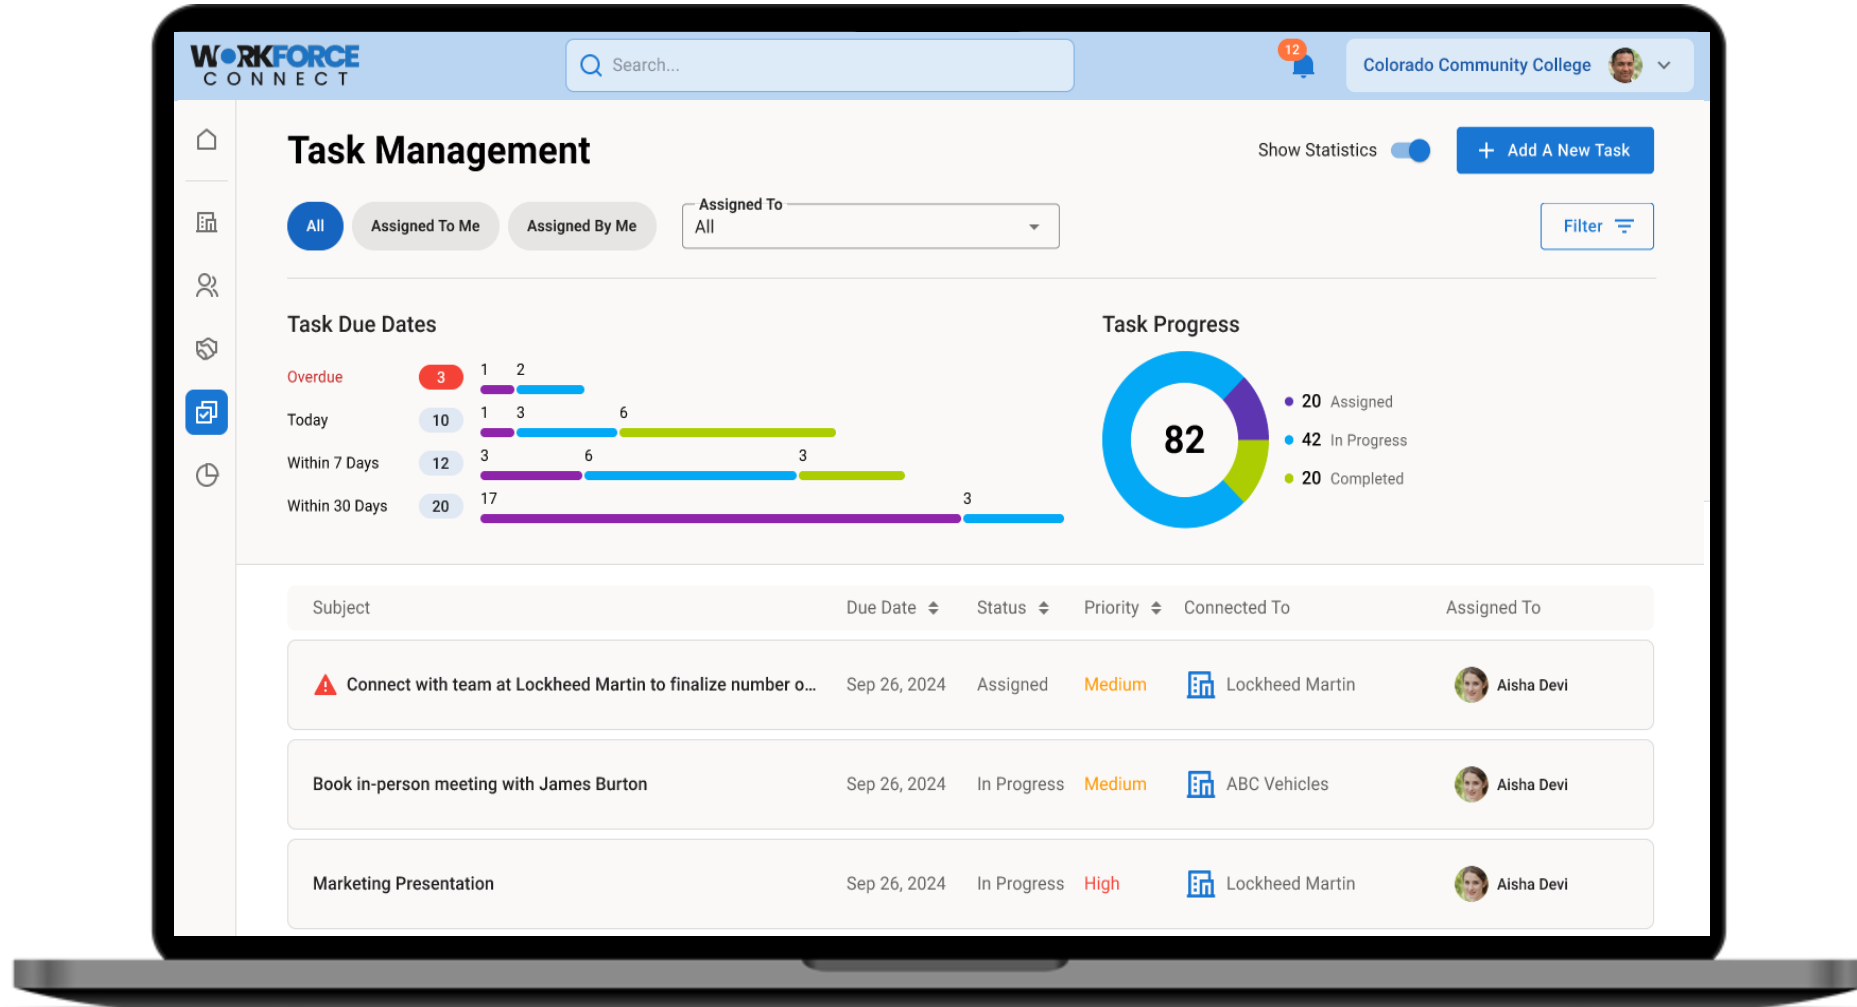 WORKFORCE
CONNECT
Search...
12
Colorado Community College
Task Management
Show Statistics
+ Add A New Task
All
Assigned To Me
Assigned By Me
Assigned To
All
Filter
Task Due Dates
Overdue 3 1 2
Today 10 1 3 6
Within 7 Days 12 3 6 3
Within 30 Days 20 17 3
Task Progress
82
20 Assigned
42 In Progress
20 Completed
Subject Due Date Status Priority Connected To Assigned To
Connect with team at Lockheed Martin to finalize number o... Sep 26, 2024 Assigned Medium Lockheed Martin Aisha Devi
Book in-person meeting with James Burton Sep 26, 2024 In Progress Medium ABC Vehicles Aisha Devi
Marketing Presentation Sep 26, 2024 In Progress High Lockheed Martin Aisha Devi